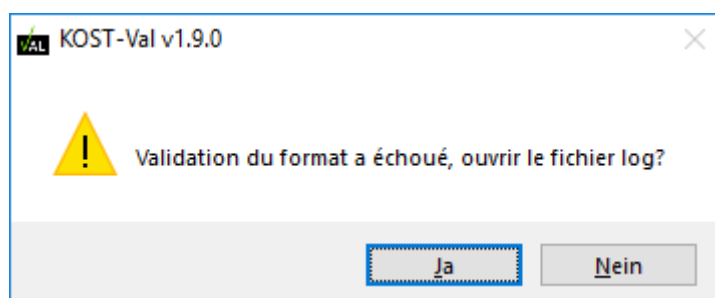 VAL KOST-Val v1.9.0
Validation du format a échoué, ouvrir le fichier log?
Ja
Nein